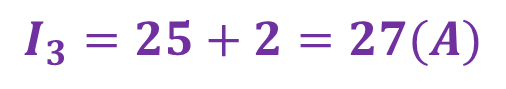 I₃ = 25 + 2 = 27(A)